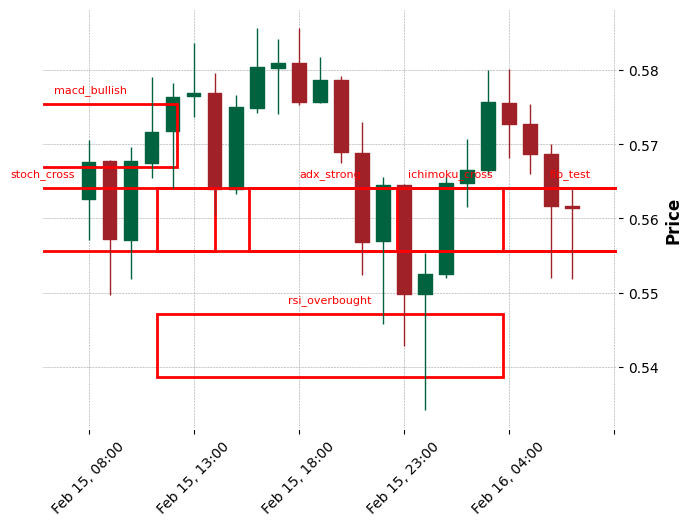 macd_bullish
stoch_cross
adx_strong
ichimoku_cross
rsi_overbought
0.58
0.57
0.56
0.55
0.54
Price
Feb 15, 08:00
Feb 15, 13:00
Feb 15, 18:00
Feb 15, 23:00
Feb 16, 04:00